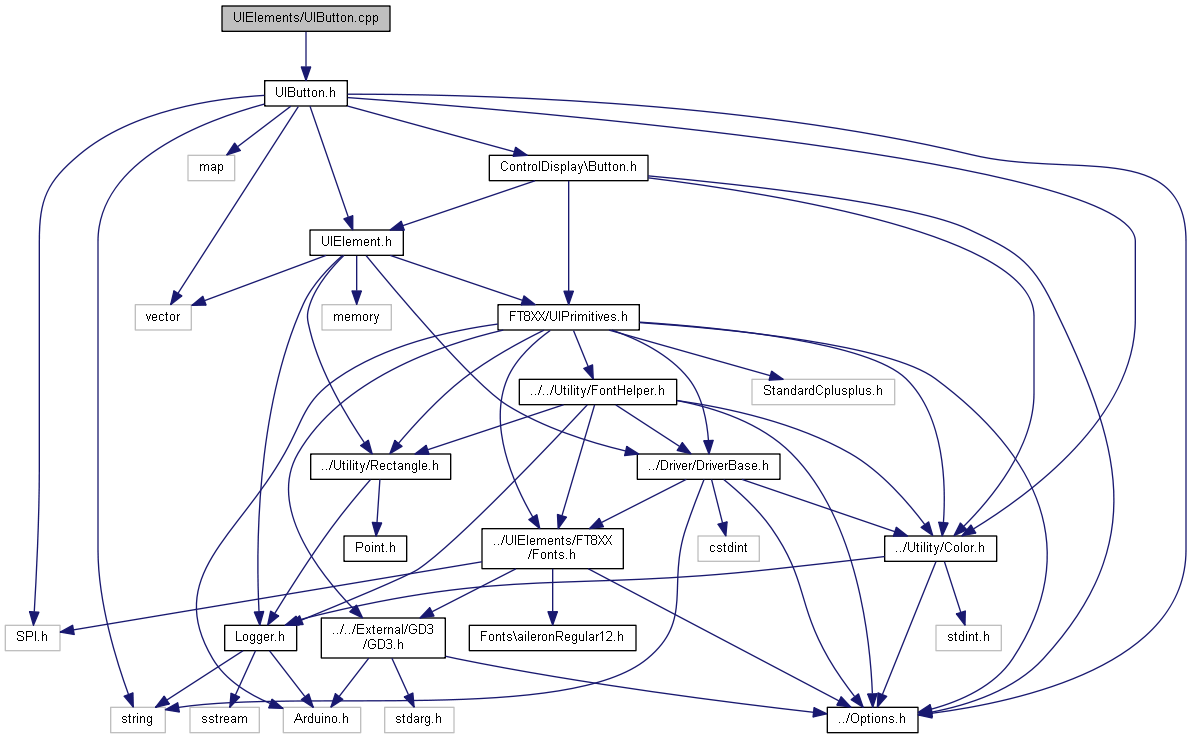 UIElements/UIButton.cpp
UIButton.h
map
ControlDisplay\Button.h
UIElement.h
vector
memory
FT8XX/UIPrimitives.h
../../Utility/FontHelper.h
StandardCplusplus.h
../Utility/Rectangle.h
../Driver/DriverBase.h
Point.h
../UIElements/FT8XX
/Fonts.h
cstdint
../Utility/Color.h
SPI.h
Logger.h
../../External/GD3
/GD3.h
Fonts\aileronRegular12.h
stdint.h
string
sstream
Arduino.h
stdarg.h
../Options.h